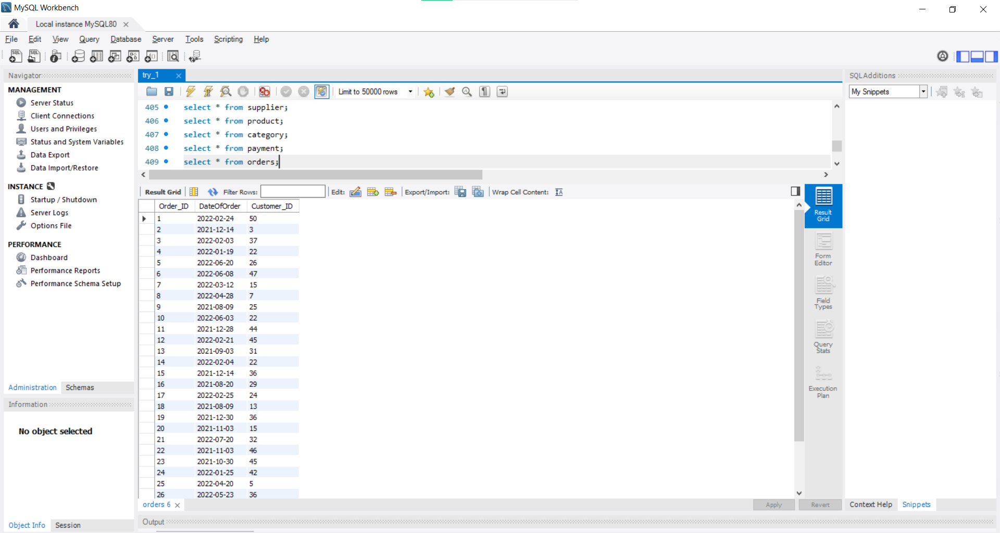 MySQL Workbench
Local instance MySQL80
File Edit View Query Database Server Tools Scripting Help
Navigator
MANAGEMENT
Server Status
Client Connections
Users and Privileges
Status and System Variables
Data Export
Data Import/Restore
INSTANCE
Startup / Shutdown
Server Logs
Options File
PERFORMANCE
Dashboard
Performance Reports
Performance Schema Setup
Administration Schemas
Information
No object selected
Object Info Session
try_1
Limit to 50000 rows
405 select * from supplier;
406 select * from product;
407 select * from category;
408 select * from payment;
409 select * from orders;
Result Grid Filter Rows: Edit: Export/Import: Wrap Cell Content:
Order_ID DateOfOrder Customer_ID
1 2022-02-24 50
2 2021-12-14 3
3 2022-02-03 37
4 2022-01-19 22
5 2022-06-20 26
6 2022-06-08 47
7 2022-03-12 15
8 2022-04-28 7
9 2021-08-09 25
10 2022-06-03 22
11 2021-12-28 44
12 2022-02-21 45
13 2021-09-03 31
14 2022-02-04 22
15 2021-12-14 36
16 2021-08-20 29
17 2022-02-25 24
18 2021-08-09 13
19 2021-12-30 36
20 2021-11-03 15
21 2022-07-20 32
22 2021-11-03 46
23 2021-10-30 45
24 2022-01-25 42
25 2022-04-20 5
26 2022-05-23 36
Result
Grid
Form
Editor
Field
Types
Query
Stats
Execution
Plan
orders 6
Apply Revert
Output
SQLAdditions
My Snippets
Context Help Snippets